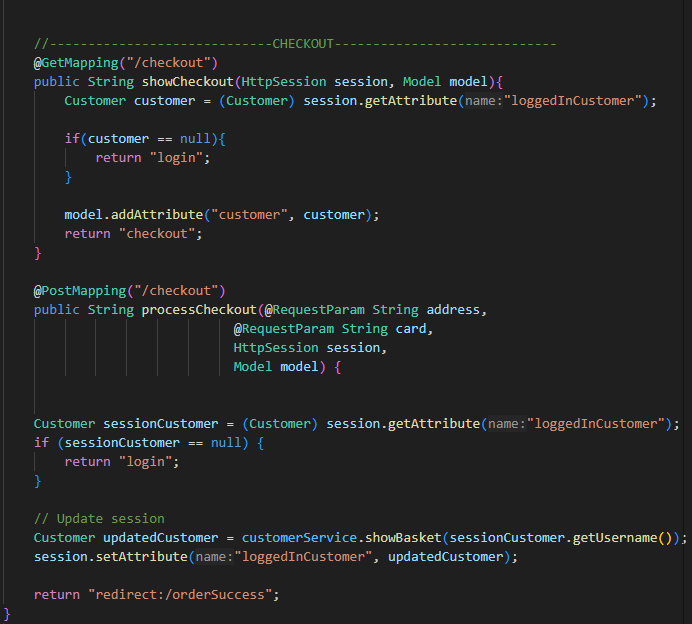 //-----------------------------CHECKOUT-----------------------------
@GetMapping("/checkout")
public String showCheckout(HttpSession session, Model model){
    Customer customer = (Customer) session.getAttribute(name:"loggedInCustomer");

    if(customer == null){
        return "login";
    }

    model.addAttribute("customer", customer);
    return "checkout";
}

@PostMapping("/checkout")
public String processCheckout(@RequestParam String address,
                          @RequestParam String card,
                          HttpSession session,
                          Model model) {

Customer sessionCustomer = (Customer) session.getAttribute(name:"loggedInCustomer");
if (sessionCustomer == null) {
    return "login";
}

// Update session
Customer updatedCustomer = customerService.showBasket(sessionCustomer.getUsername());
session.setAttribute(name:"loggedInCustomer", updatedCustomer);

return "redirect:/orderSuccess";
}